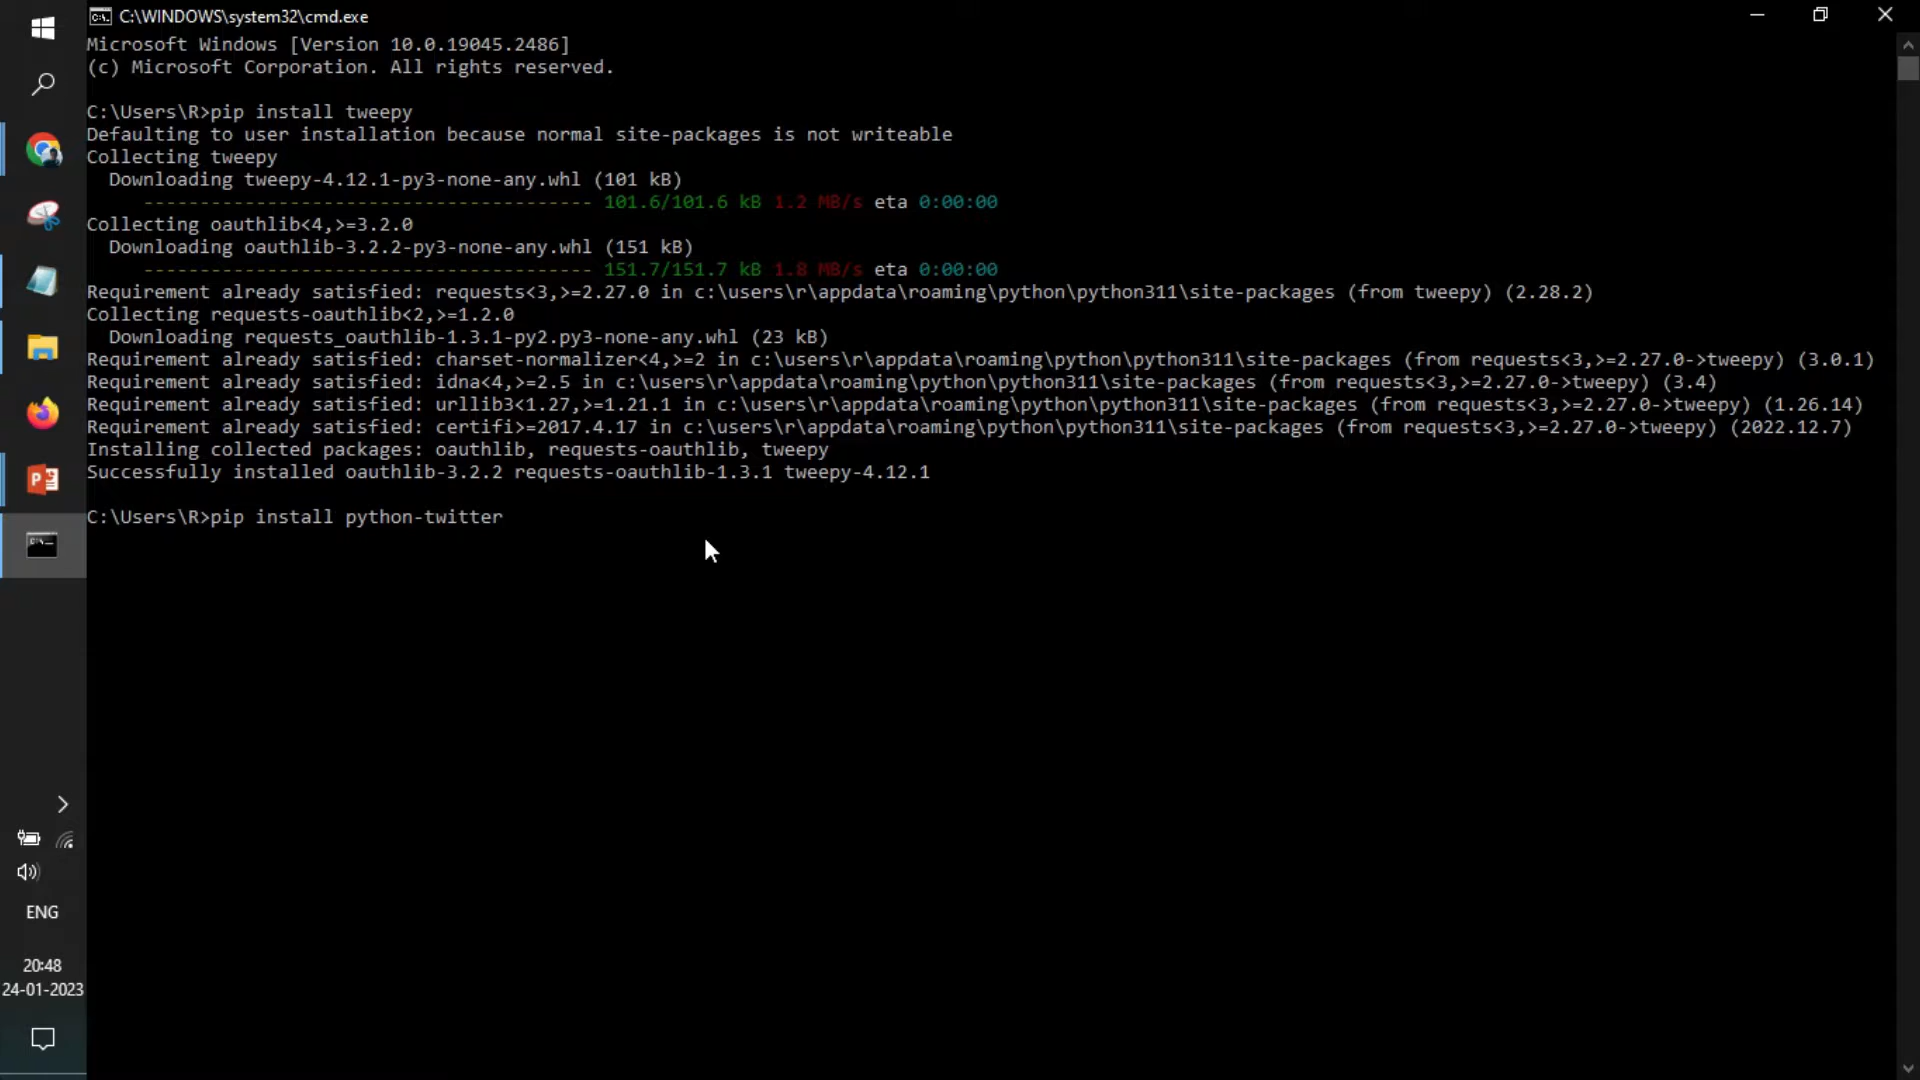 C:\WINDOWS\system32\cmd.exe
Microsoft Windows [Version 10.0.19045.2486]
(c) Microsoft Corporation. All rights reserved.
C:\Users\R>pip install tweepy
Defaulting to user installation because normal site-packages is not writeable
Collecting tweepy
  Downloading tweepy-4.12.1-py3-none-any.whl (101 kB)
     ---------------------------------------- 101.6/101.6 kB 1.2 MB/s eta 0:00:00
Collecting oauthlib<4,>=3.2.0
  Downloading oauthlib-3.2.2-py3-none-any.whl (151 kB)
     ---------------------------------------- 151.7/151.7 kB 1.8 MB/s eta 0:00:00
Requirement already satisfied: requests<3,>=2.27.0 in c:\users\r\appdata\roaming\python\python311\site-packages (from tweepy) (2.28.2)
Collecting requests-oauthlib<2,>=1.2.0
  Downloading requests_oauthlib-1.3.1-py2.py3-none-any.whl (23 kB)
Requirement already satisfied: charset-normalizer<4,>=2 in c:\users\r\appdata\roaming\python\python311\site-packages (from requests<3,>=2.27.0->tweepy) (3.0.1)
Requirement already satisfied: idna<4,>=2.5 in c:\users\r\appdata\roaming\python\python311\site-packages (from requests<3,>=2.27.0->tweepy) (3.4)
Requirement already satisfied: urllib3<1.27,>=1.21.1 in c:\users\r\appdata\roaming\python\python311\site-packages (from requests<3,>=2.27.0->tweepy) (1.26.14)
Requirement already satisfied: certifi>=2017.4.17 in c:\users\r\appdata\roaming\python\python311\site-packages (from requests<3,>=2.27.0->tweepy) (2022.12.7)
Installing collected packages: oauthlib, requests-oauthlib, tweepy
Successfully installed oauthlib-3.2.2 requests-oauthlib-1.3.1 tweepy-4.12.1
C:\Users\R>pip install python-twitter
ENG
20:48
24-01-2023